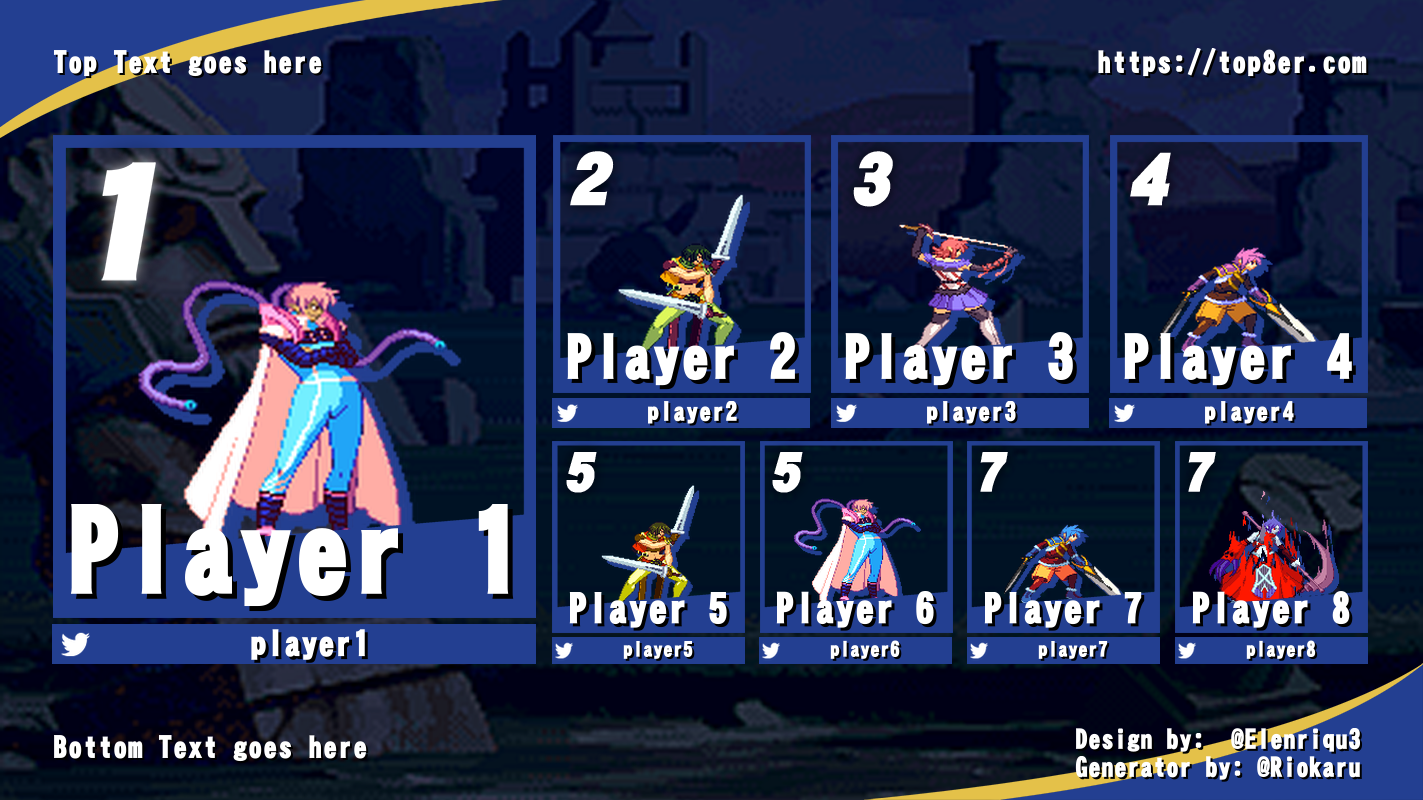 Top Text goes here
https://top8er.com
1
Player 1
player1
2
Player 2
player2
3
Player 3
player3
4
Player 4
player4
5
Player 5
player5
5
Player 6
player6
7
Player 7
player7
7
Player 8
player8
Bottom Text goes here
Design by: @Elenriqu3
Generator by: @Riokaru